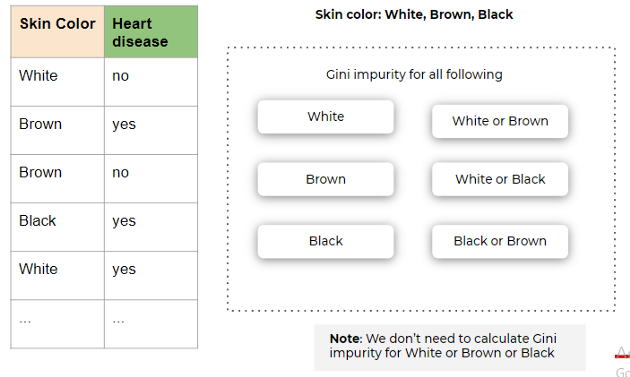 Skin Color
Heart disease
White
no
Brown
yes
Brown
no
Black
yes
White
yes
...
...
Skin color: White, Brown, Black
Gini impurity for all following
White
White or Brown
Brown
White or Black
Black
Black or Brown
Note: We don't need to calculate Gini
impurity for White or Brown or Black